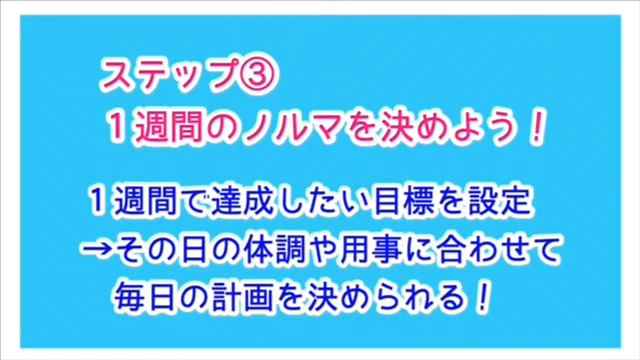 ステップ③
１週間のノルマを決めよう！
１週間で達成したい目標を設定
→その日の体調や用事に合わせて
毎日の計画を決められる！